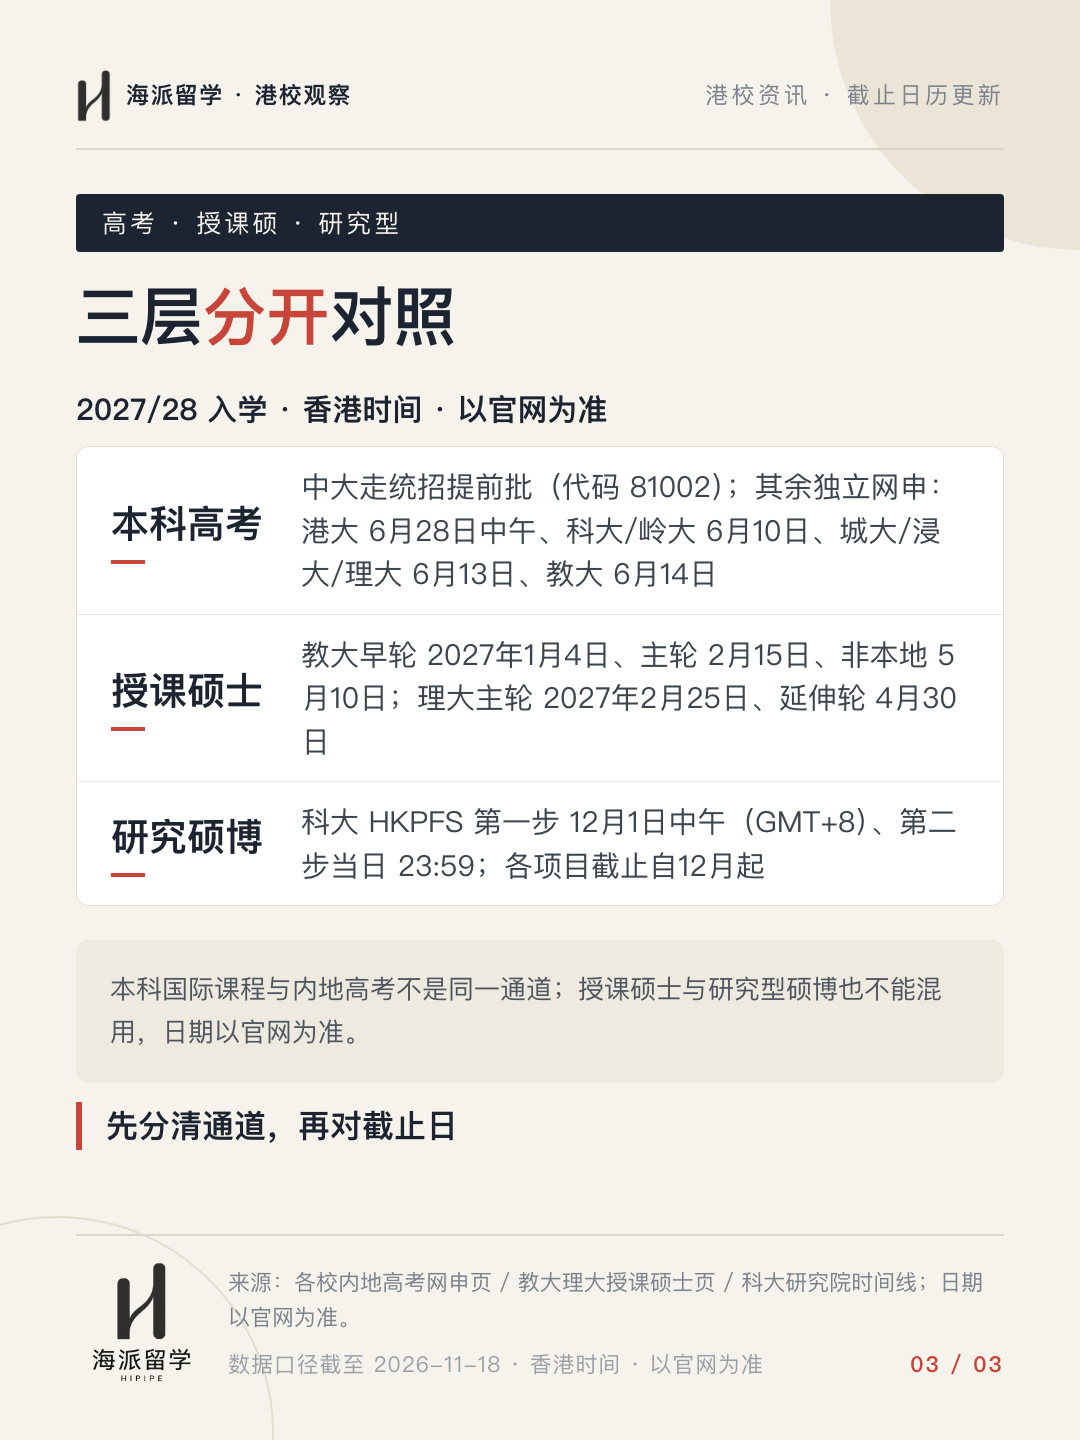 海派留学 · 港校观察
港校资讯 · 截止日历更新
高考 · 授课硕 · 研究型
三层分开对照
2027/28 入学 · 香港时间 · 以官网为准
本科高考
中大走统招提前批（代码 81002）；其余独立网申：
港大 6月28日中午、科大/岭大 6月10日、城大/浸
大/理大 6月13日、教大 6月14日
授课硕士
教大早轮 2027年1月4日、主轮 2月15日、非本地 5
月10日；理大主轮 2027年2月25日、延伸轮 4月30
日
研究硕博
科大 HKPFS 第一步 12月1日中午（GMT+8）、第二
步当日 23:59；各项目截止自12月起
本科国际课程与内地高考不是同一通道；授课硕士与研究型硕博也不能混
用，日期以官网为准。
先分清通道，再对截止日
海派留学
HIPIPE
来源：各校内地高考网申页 / 教大理大授课硕士页 / 科大研究院时间线；日期
以官网为准。
数据口径截至 2026-11-18 · 香港时间 · 以官网为准
03 / 03